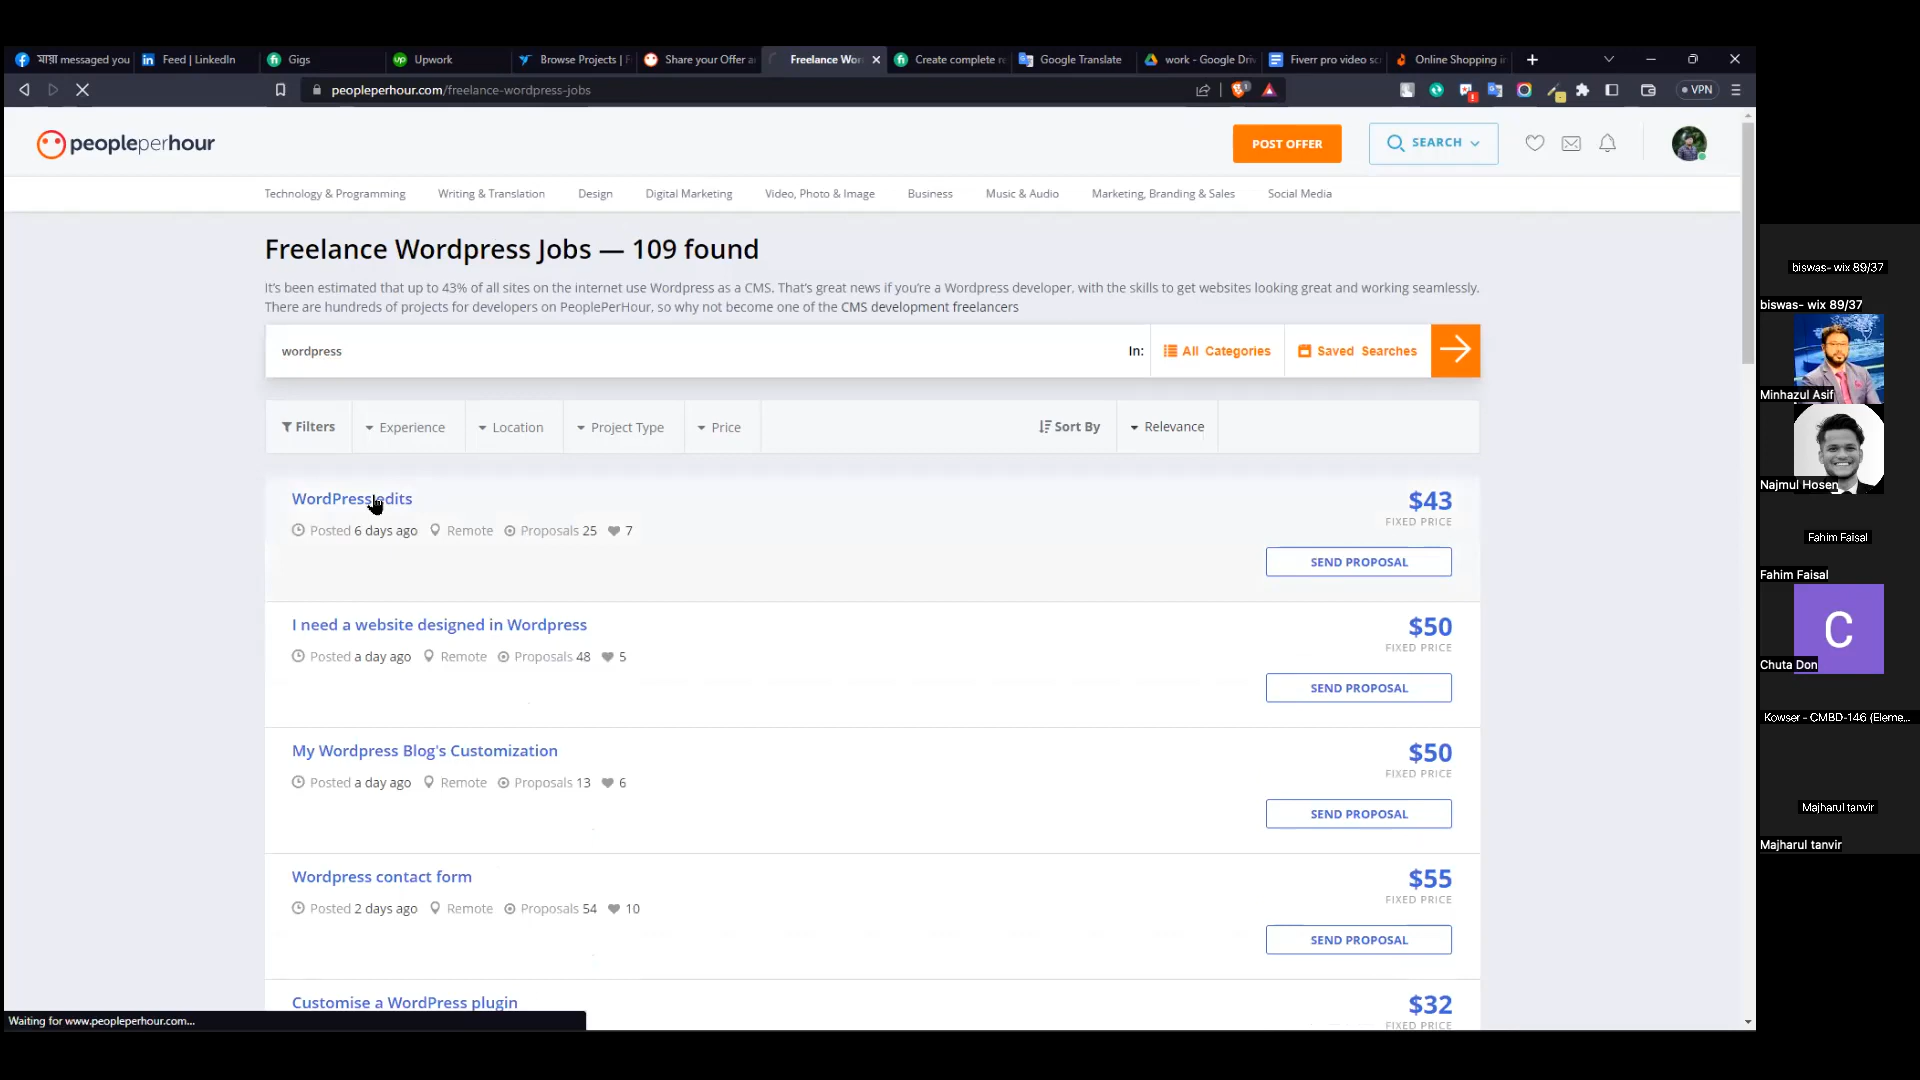 মায়া messaged you
Feed | LinkedIn
Gigs
Upwork
Browse Projects | F
Share your Offer a
Freelance Wor
Create complete r
Google Translate
work - Google Driv
Fiverr pro video sc
Online Shopping i
peopleperhour.com/freelance-wordpress-jobs
VPN
peopleperhour
POST OFFER
SEARCH
Technology & Programming
Writing & Translation
Design
Digital Marketing
Video, Photo & Image
Business
Music & Audio
Marketing, Branding & Sales
Social Media
Freelance Wordpress Jobs — 109 found
It's been estimated that up to 43% of all sites on the internet use Wordpress as a CMS. That's great news if you're a Wordpress developer, with the skills to get websites looking great and working seamlessly.
There are hundreds of projects for developers on PeoplePerHour, so why not become one of the CMS development freelancers
wordpress
In:
All Categories
Saved Searches
Filters
Experience
Location
Project Type
Price
Sort By
Relevance
WordPress edits
$43
FIXED PRICE
Posted 6 days ago Remote Proposals 25 7
SEND PROPOSAL
I need a website designed in Wordpress
$50
FIXED PRICE
Posted a day ago Remote Proposals 48 5
SEND PROPOSAL
My Wordpress Blog's Customization
$50
FIXED PRICE
Posted a day ago Remote Proposals 13 6
SEND PROPOSAL
Wordpress contact form
$55
FIXED PRICE
Posted 2 days ago Remote Proposals 54 10
SEND PROPOSAL
Customise a WordPress plugin
$32
FIXED PRICE
Waiting for www.peopleperhour.com...
biswas- wix 89/37
biswas- wix 89/37
Minhazul Asif
Najmul Hosen
Fahim Faisal
Fahim Faisal
C
Chuta Don
Kowser - CMBD-146 (Eleme...
Majharul tanvir
Majharul tanvir